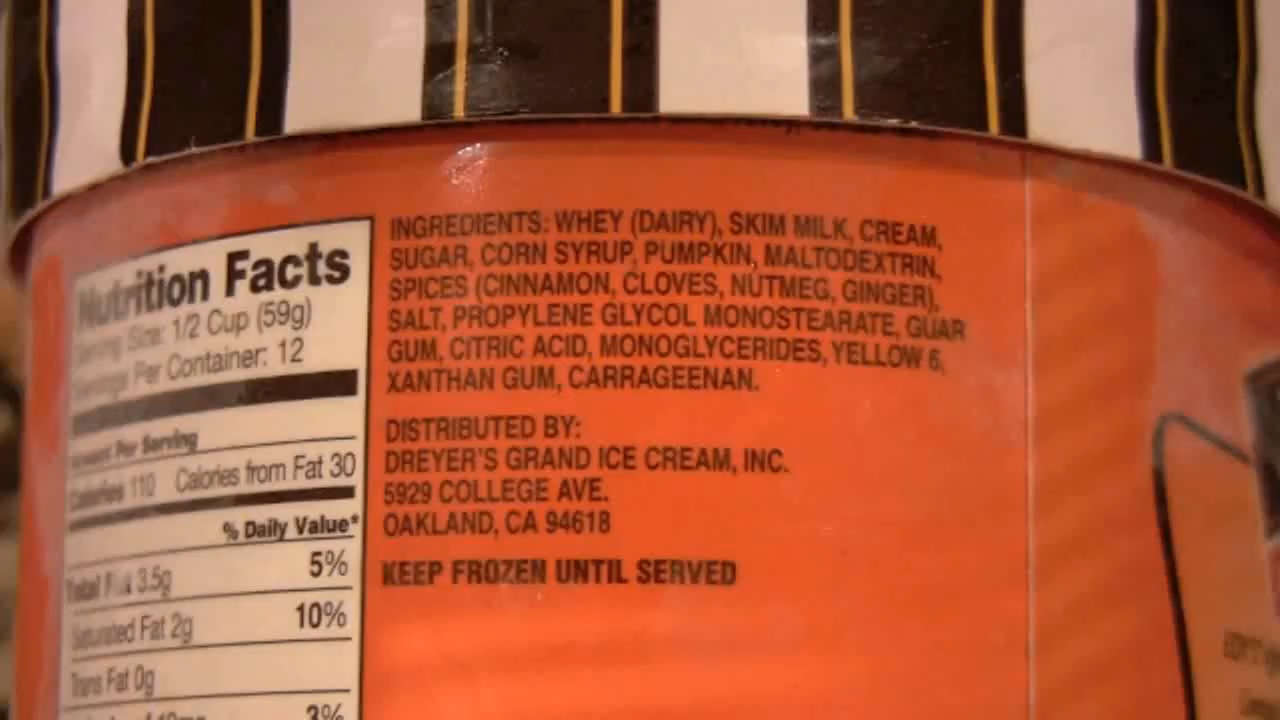 Nutrition Facts
Serving Size: 1/2 Cup (59g)
Servings Per Container: 12
Amount Per Serving
Calories 110 Calories from Fat 30
% Daily Value*
Total Fat 3.5g 5%
Saturated Fat 2g 10%
Trans Fat 0g
3%
INGREDIENTS: WHEY (DAIRY), SKIM MILK, CREAM,
SUGAR, CORN SYRUP, PUMPKIN, MALTODEXTRIN,
SPICES (CINNAMON, CLOVES, NUTMEG, GINGER),
SALT, PROPYLENE GLYCOL MONOSTEARATE, GUAR
GUM, CITRIC ACID, MONOGLYCERIDES, YELLOW 6,
XANTHAN GUM, CARRAGEENAN.
DISTRIBUTED BY:
DREYER'S GRAND ICE CREAM, INC.
5929 COLLEGE AVE.
OAKLAND, CA 94618
KEEP FROZEN UNTIL SERVED